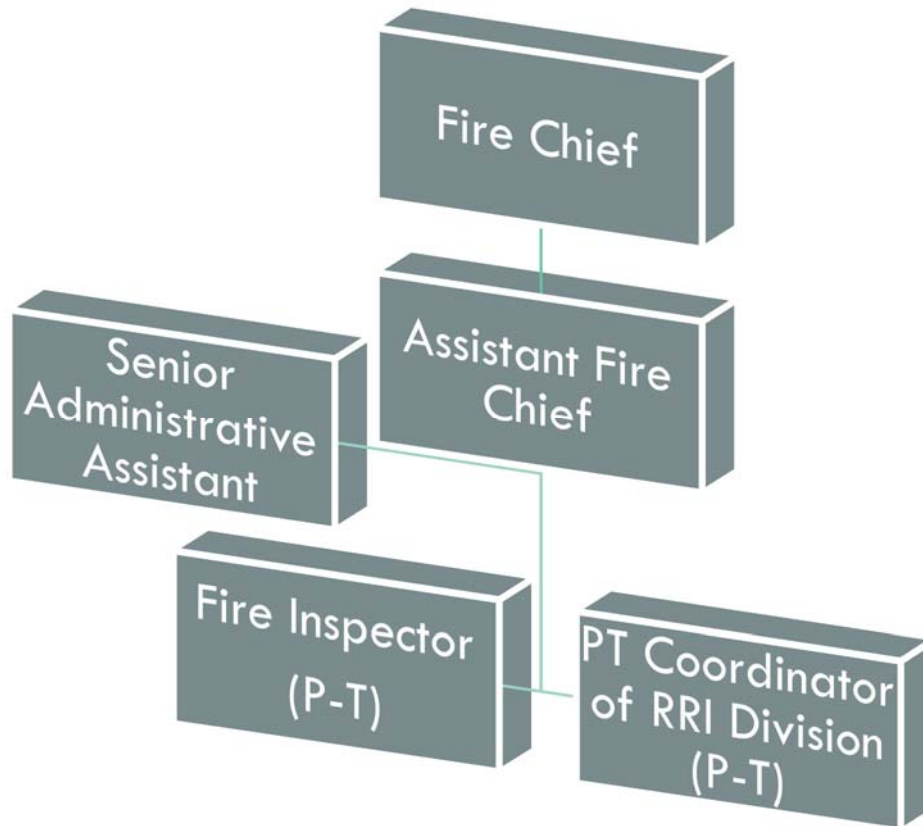 Fire Chief
Assistant Fire
Chief
Senior
Administrative
Assistant
Fire Inspector
(P-T)
PT Coordinator
of RRI Division
(P-T)